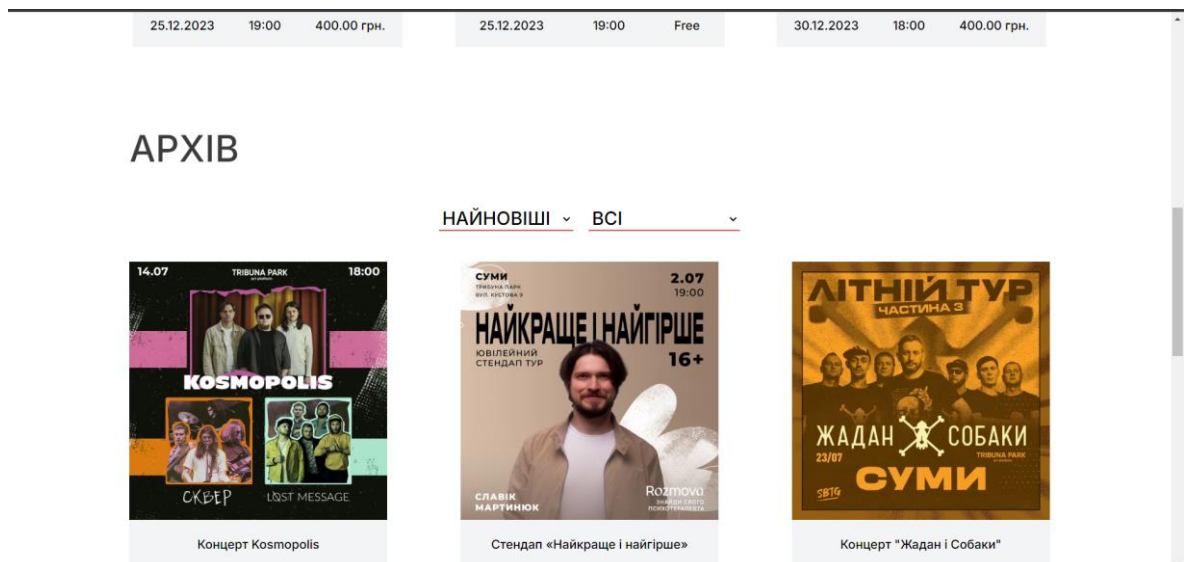 25.12.2023 19:00 400.00 грн.
25.12.2023 19:00 Free
30.12.2023 18:00 400.00 грн.
АРХІВ
НАЙНОВІШІ ВСІ
14.07 TRIBUNA PARK 18:00
KOSMOPOLIS
СКВЕР LOST MESSAGE
Концерт Kosmopolis
СУМИ 2.07
ТРИБУНА ПАРК 19:00
ВУЛ. КУСТОВА 9
НАЙКРАЩЕ І НАЙГІРШЕ
ЮВІЛЕЙНИЙ 16+
СТЕНДАП ТУР
СЛАВІК Rozmova
МАРТИНЮК ЗНАЙДИ СВОГО
ПСИХОТЕРАПЕВТА
Стендап «Найкраще і найгірше»
ЛІТНІЙ ТУР
ЧАСТИНА 3
ЖАДАН СОБАКИ
23/07 TRIBUNA PARK
СУМИ
SBTG
Концерт "Жадан і Собаки"